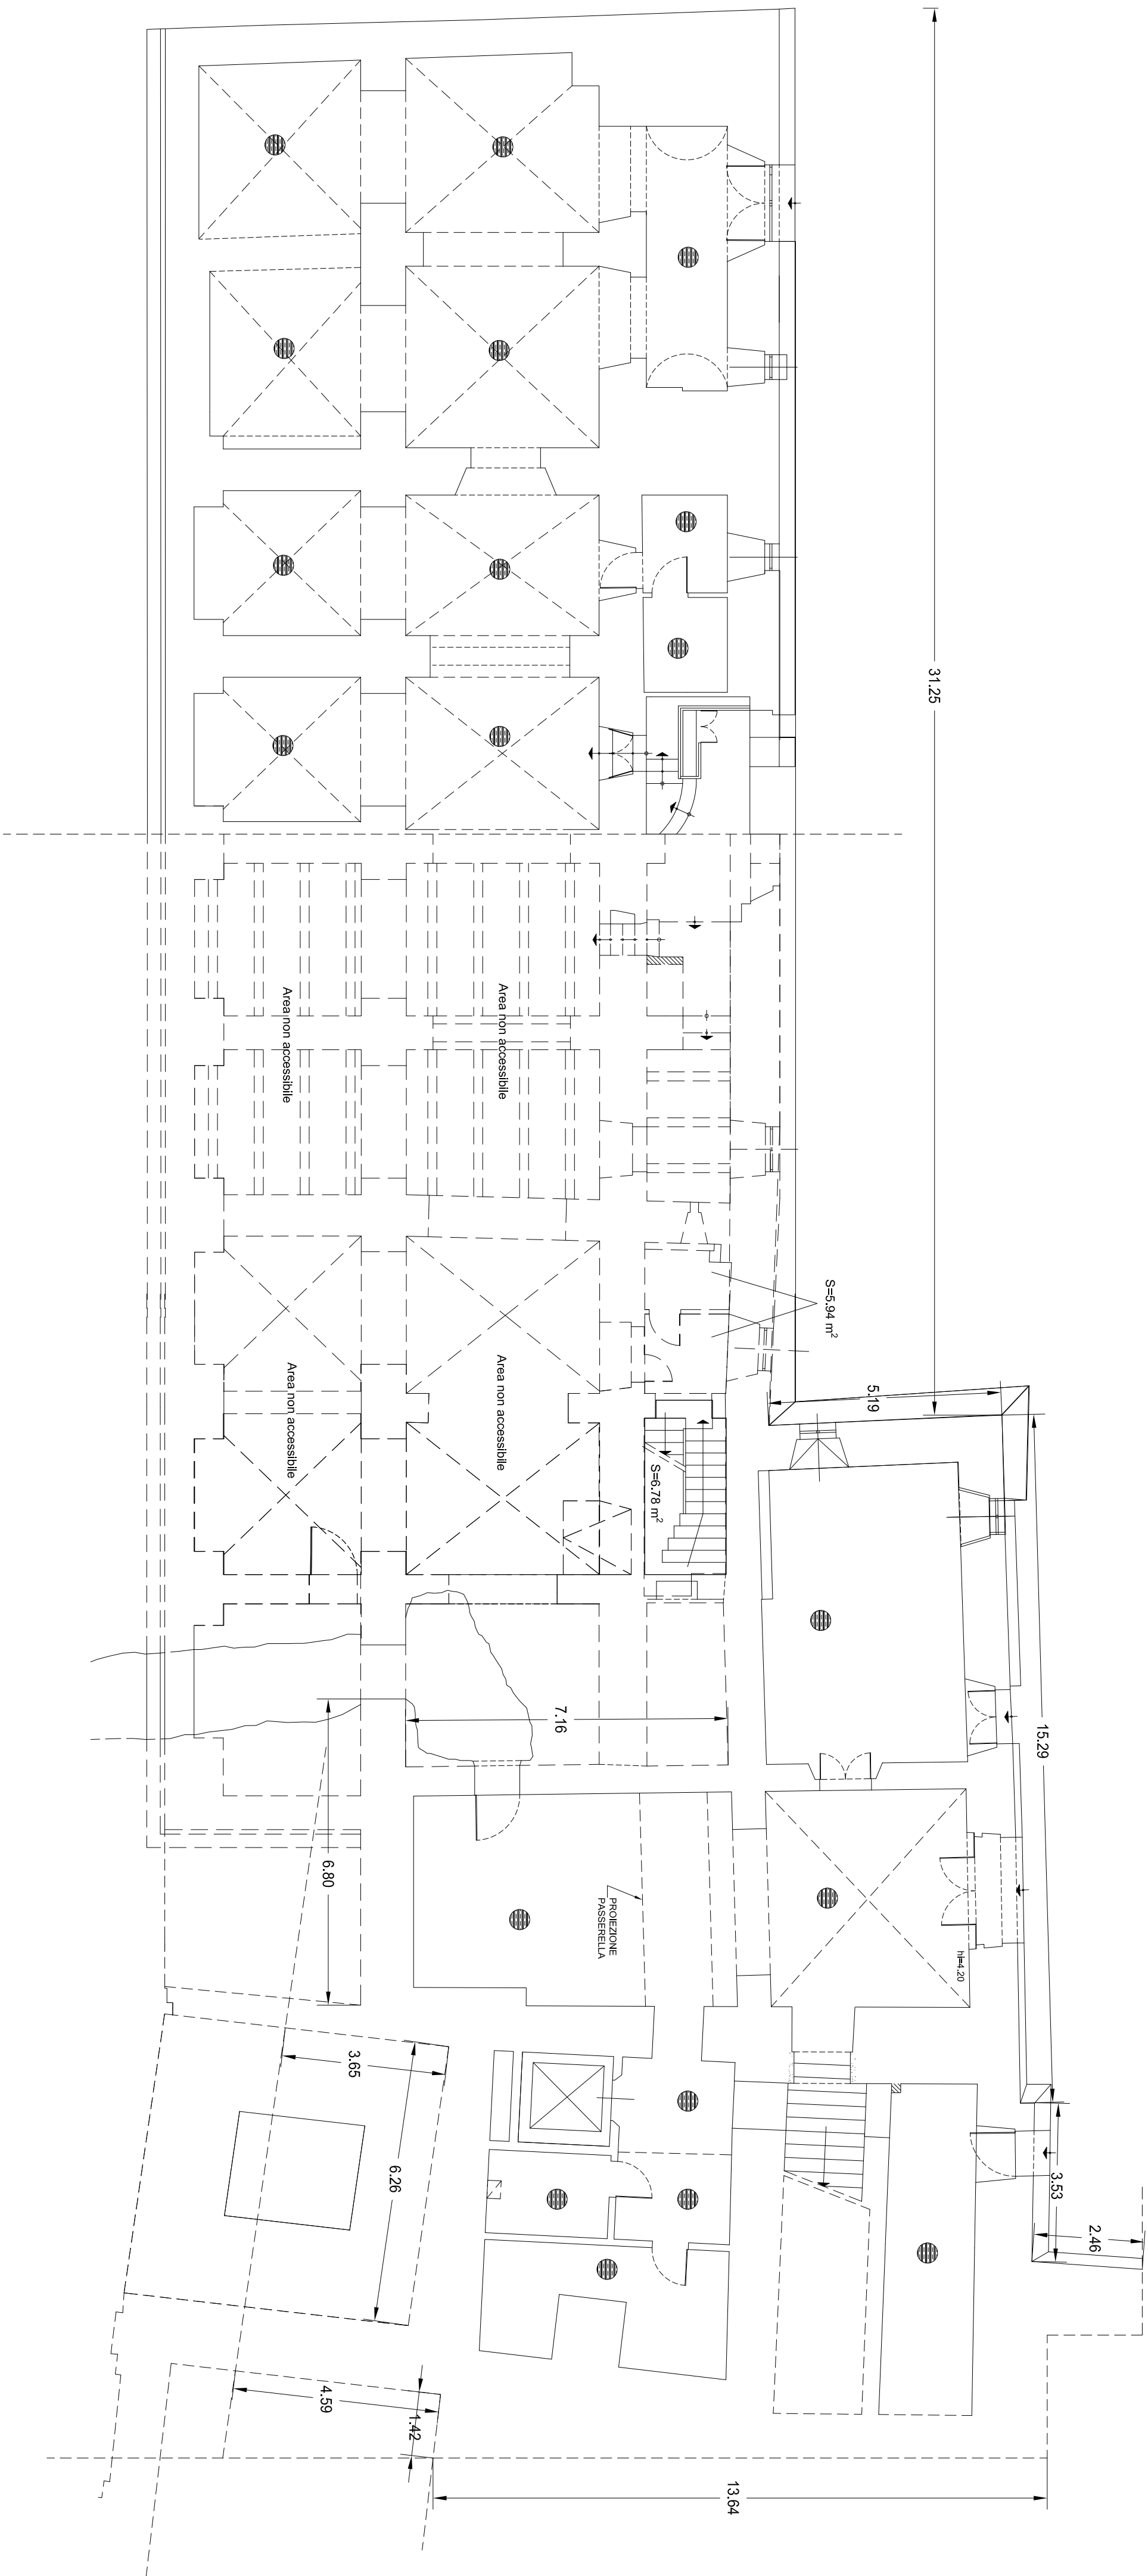 31.25
Area non accessibile
Area non accessibile
S=5.94 m²
5.19
Area non accessibile
Area non accessibile
S=6.78 m²
15.29
7.16
6.80
PROIEZIONE
PASSERELLA
hl=4.20
3.65
6.26
3.53
2.46
4.59
1.42
13.64